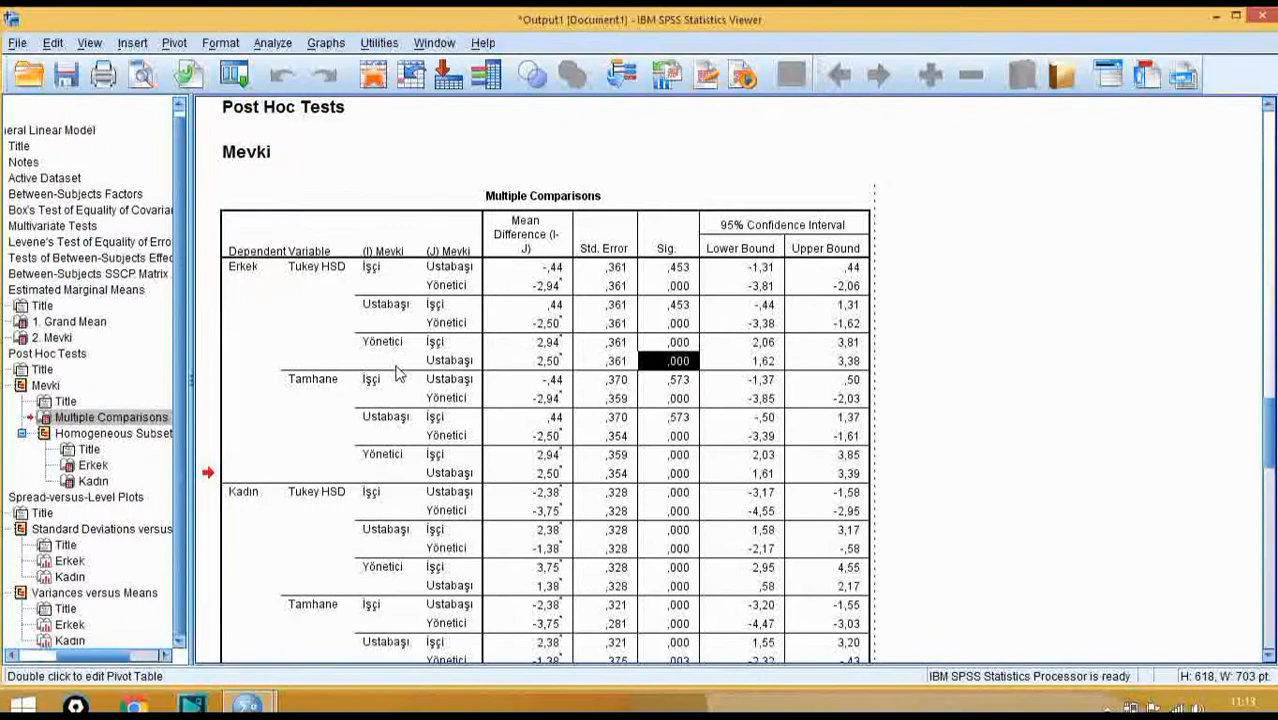 *Output1 [Document1] - IBM SPSS Statistics Viewer
File Edit View Insert Pivot Format Analyze Graphs Utilities Window Help
eral Linear Model
Title
Notes
Active Dataset
Between-Subjects Factors
Box's Test of Equality of Covaria
Multivariate Tests
Levene's Test of Equality of Erro
Tests of Between-Subjects Effec
Between-Subjects SSCP Matrix
Estimated Marginal Means
Title
1. Grand Mean
2. Mevki
Post Hoc Tests
Title
Mevki
Title
Multiple Comparisons
Homogeneous Subset
Title
Erkek
Kadın
Spread-versus-Level Plots
Title
Standard Deviations versus
Title
Erkek
Kadın
Variances versus Means
Title
Erkek
Kadın
Post Hoc Tests
Mevki
Multiple Comparisons
Dependent Variable (I) Mevki (J) Mevki Mean Difference (I-J) Std. Error Sig. 95% Confidence Interval
Lower Bound Upper Bound
Erkek Tukey HSD İşçi Ustabaşı -,44 ,361 ,453 -1,31 ,44
Yönetici -2,94* ,361 ,000 -3,81 -2,06
Ustabaşı İşçi ,44 ,361 ,453 -,44 1,31
Yönetici -2,50* ,361 ,000 -3,38 -1,62
Yönetici İşçi 2,94* ,361 ,000 2,06 3,81
Ustabaşı 2,50* ,361 ,000 1,62 3,38
Tamhane İşçi Ustabaşı -,44 ,370 ,573 -1,37 ,50
Yönetici -2,94* ,359 ,000 -3,85 -2,03
Ustabaşı İşçi ,44 ,370 ,573 -,50 1,37
Yönetici -2,50* ,354 ,000 -3,39 -1,61
Yönetici İşçi 2,94* ,359 ,000 2,03 3,85
Ustabaşı 2,50* ,354 ,000 1,61 3,39
Kadın Tukey HSD İşçi Ustabaşı -2,38* ,328 ,000 -3,17 -1,58
Yönetici -3,75* ,328 ,000 -4,55 -2,95
Ustabaşı İşçi 2,38* ,328 ,000 1,58 3,17
Yönetici -1,38* ,328 ,000 -2,17 -,58
Yönetici İşçi 3,75* ,328 ,000 2,95 4,55
Ustabaşı 1,38* ,328 ,000 ,58 2,17
Tamhane İşçi Ustabaşı -2,38* ,321 ,000 -3,20 -1,55
Yönetici -3,75* ,281 ,000 -4,47 -3,03
Ustabaşı İşçi 2,38* ,321 ,000 1,55 3,20
Yönetici -1,38* ,375 ,003 -2,32 -,43
Double click to edit Pivot Table
IBM SPSS Statistics Processor is ready
H: 618, W: 703 pt.
11:13